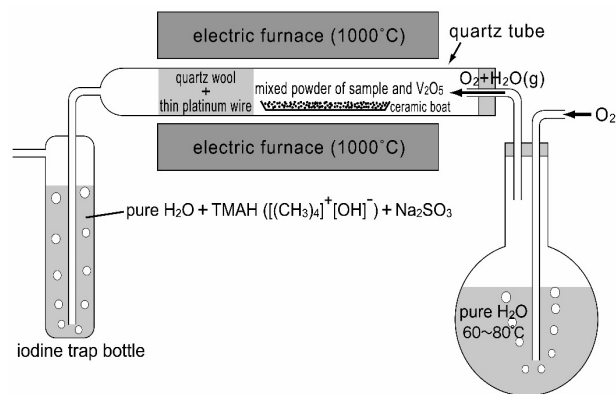 electric furnace (1000°C)
quartz tube
quartz wool
+
thin platinum wire
mixed powder of sample and V₂O₅
ceramic boat
O₂+H₂O(g)
O₂
electric furnace (1000°C)
pure H₂O + TMAH ([(CH₃)₄]⁺[OH]⁻) + Na₂SO₃
pure H₂O
60~80°C
iodine trap bottle